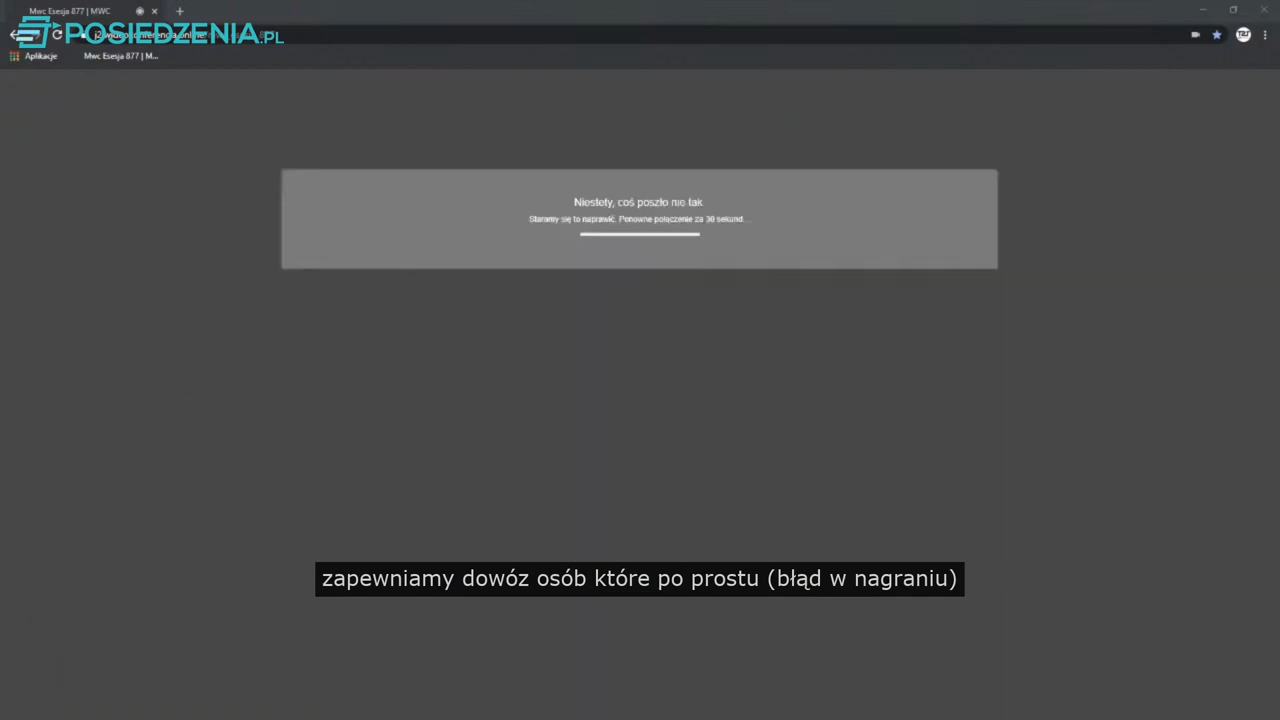 Mwc Esesja 877 | MWC
POSIEDZENIA.PL
Aplikacje
Mwc Esesja 877 | M...
Niestety, coś poszło nie tak
Staramy się to naprawić. Ponowne połączenie za 30 sekund...
zapewniamy dowóz osób które po prostu (błąd w nagraniu)